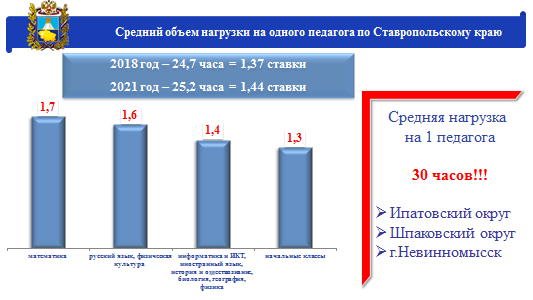 Средний объем нагрузки на одного педагога по Ставропольскому краю
2018 год – 24,7 часа = 1,37 ставки
2021 год – 25,2 часа = 1,44 ставки
1,7
1,6
1,4
1,3
математика
русский язык, физическая
культура
информатика и ИКТ,
иностранный язык,
история и обществознание,
биология, география,
физика
начальные классы
Средняя нагрузка
на 1 педагога
30 часов!!!
Ипатовский округ
Шпаковский округ
г.Невинномысск